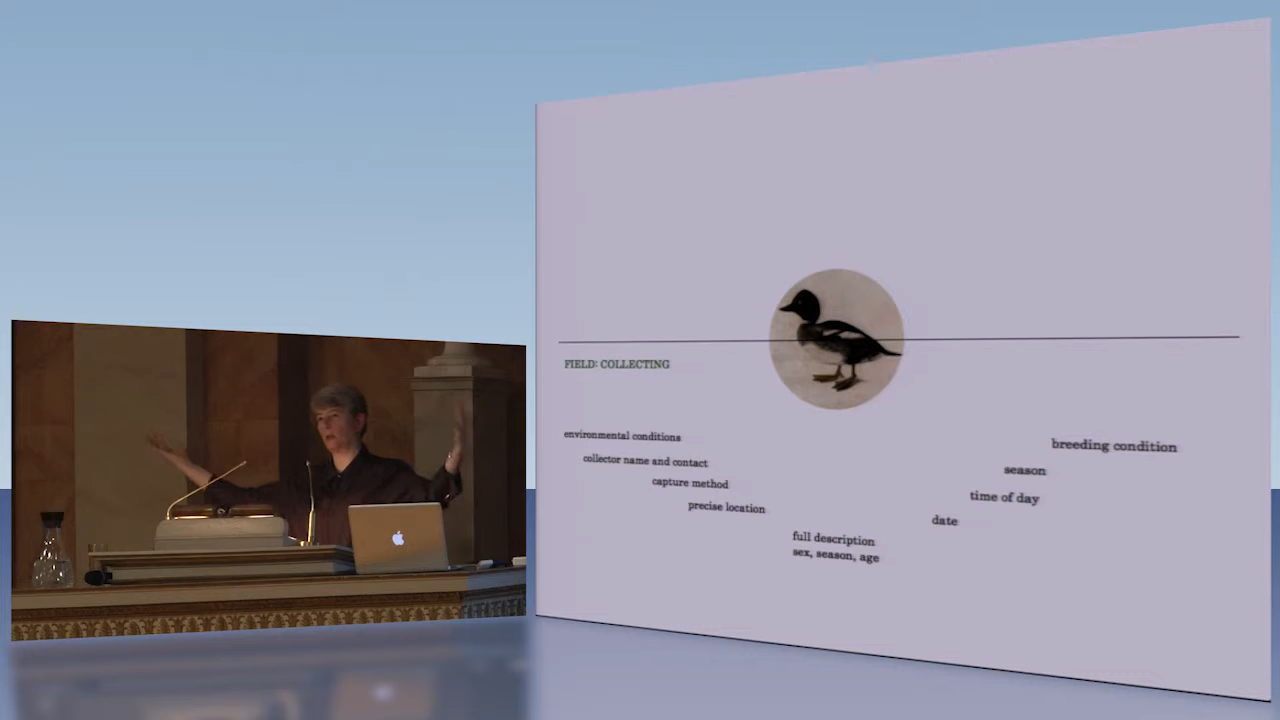 FIELD: COLLECTING
environmental conditions
collector name and contact
capture method
precise location
full description
sex, season, age
date
time of day
season
breeding condition